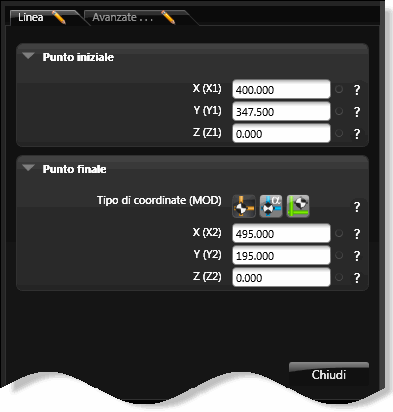 Linea Avanzate . . .
Punto iniziale
X (X1) 400.000 ?
Y (Y1) 347.500 ?
Z (Z1) 0.000 ?
Punto finale
Tipo di coordinate (MOD) α ?
X (X2) 495.000 ?
Y (Y2) 195.000 ?
Z (Z2) 0.000 ?
Chiudi